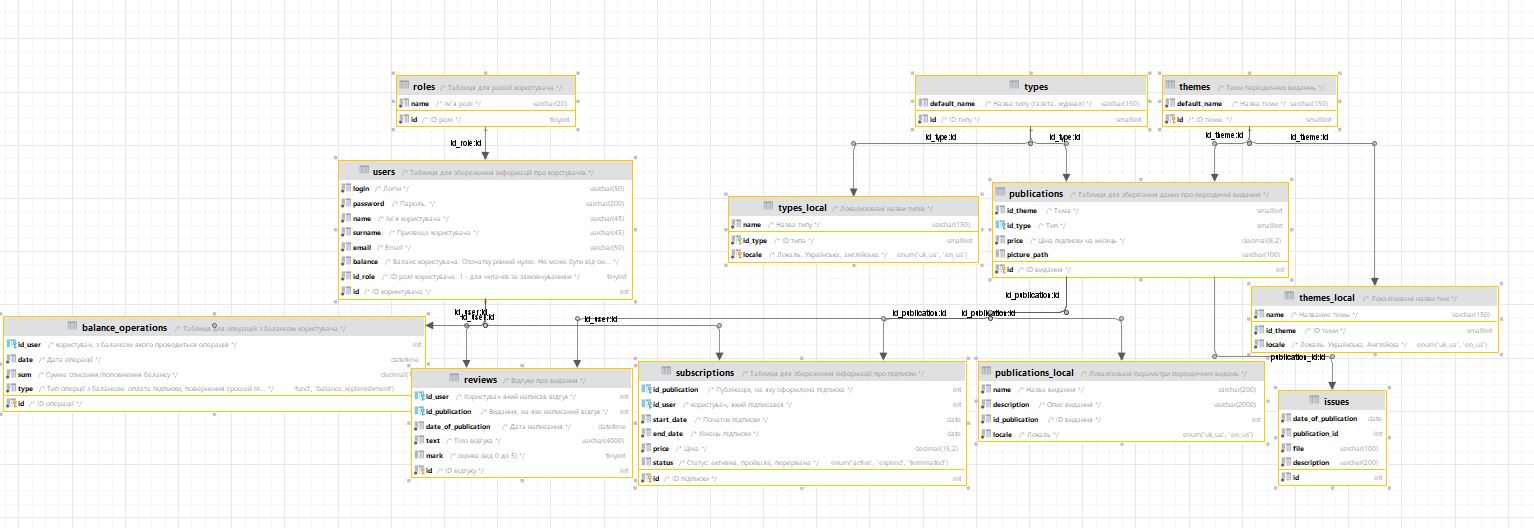 roles /* Таблиця для ролей користувача */
name /* Ім'я ролі */ varchar(20)
id /* ID ролі */ tinyint
id_role:id
users /* Таблиця для збереження інформації про корстувачів */
login /* Логін */ varchar(50)
password /* Пароль. */ varchar(200)
name /* Ім'я користувача */ varchar(45)
surname /* Призвіще користувача */ varchar(45)
email /* Email */ varchar(50)
balance /* Баланс користувача. Спочатку рівний нулю. Не може бути від'єм...
id_role /* ID ролі користувача. 1 для читачів за замовчуванням */ tinyint
id /* ID користувача */ int
id_user:id
id_user:id
id_user:id
balance_operations /* Таблиця для операцій з балансом користувача */
id_user /* користувач, з балансом якого проводиться операція */ int
date /* Дата операції */ datetime
sum /* Сумма списання/поповнення балансу */ decimal(1
type /* Тип операції з балансом: оплата підписки, повернення грошей пі... 'fund', 'balance_replenishment')
id /* ID операції */
reviews /* Відгуки про видання */
id_user /* Користувач який написав відгук */ int
id_publication /* Видання, на яке написаний відгук */ int
date_of_publication /* Дата написання */ datetime
text /* Тіло відгука */ varchar(4000)
mark /* оцінка (від 0 до 5) */ tinyint
id /* ID відгуку */ int
subscriptions /* Таблиця для збереження інформації про підписки */
id_publication /* Публікація, на яку оформлена підписка */ int
id_user /* користувач, який підписався */ int
start_date /* Початок підписки */ date
end_date /* Кінець підписки */ date
price /* Ціна */ decimal(15,2)
status /* Статус: активна, пройшла, перервана */ enum('active', 'expired', 'terminated')
id /* ID підписки */ int
types
default_name /* Назва типу (газета, журнал) */ varchar(150)
id /* ID типу */ smallint
id_type:id
id_type:id
types_local /* Локалізовані назви типів */
name /* Назва типу */ varchar(150)
id_type /* ID типа */ smallint
locale /* Локаль. Українська, англійська */ enum('uk_ua', 'en_us')
themes /* Теми періодичних виданнь */
default_name /* Назва теми */ varchar(150)
id /* ID теми. */ smallint
id_theme:id
id_theme:id
publications /* Таблиця для зберігання даних про періодичні видання */
id_theme /* Тема */ smallint
id_type /* Тип */ smallint
price /* Ціна підписки на месяць */ decimal(8,2)
picture_path varchar(100)
id /* ID видання */ int
id_publication:id
id_publication:id
id_publication:id
themes_local /* Локалізовані назви тем */
name /* Название темы */ varchar(150)
id_theme /* ID теми */ smallint
locale /* Локаль. Українська, Англійска */ enum('uk_ua', 'en_us')
publication_id:id
publications_local /* Локалізовані параметри періодичних видань */
name /* Назва видання */ varchar(200)
description /* Опис видання */ varchar(2000)
id_publication /* ID видання */ int
locale /* Локаль */ enum('uk_ua', 'en_us')
issues
date_of_publication date
publication_id int
file varchar(100)
description varchar(200)
id int